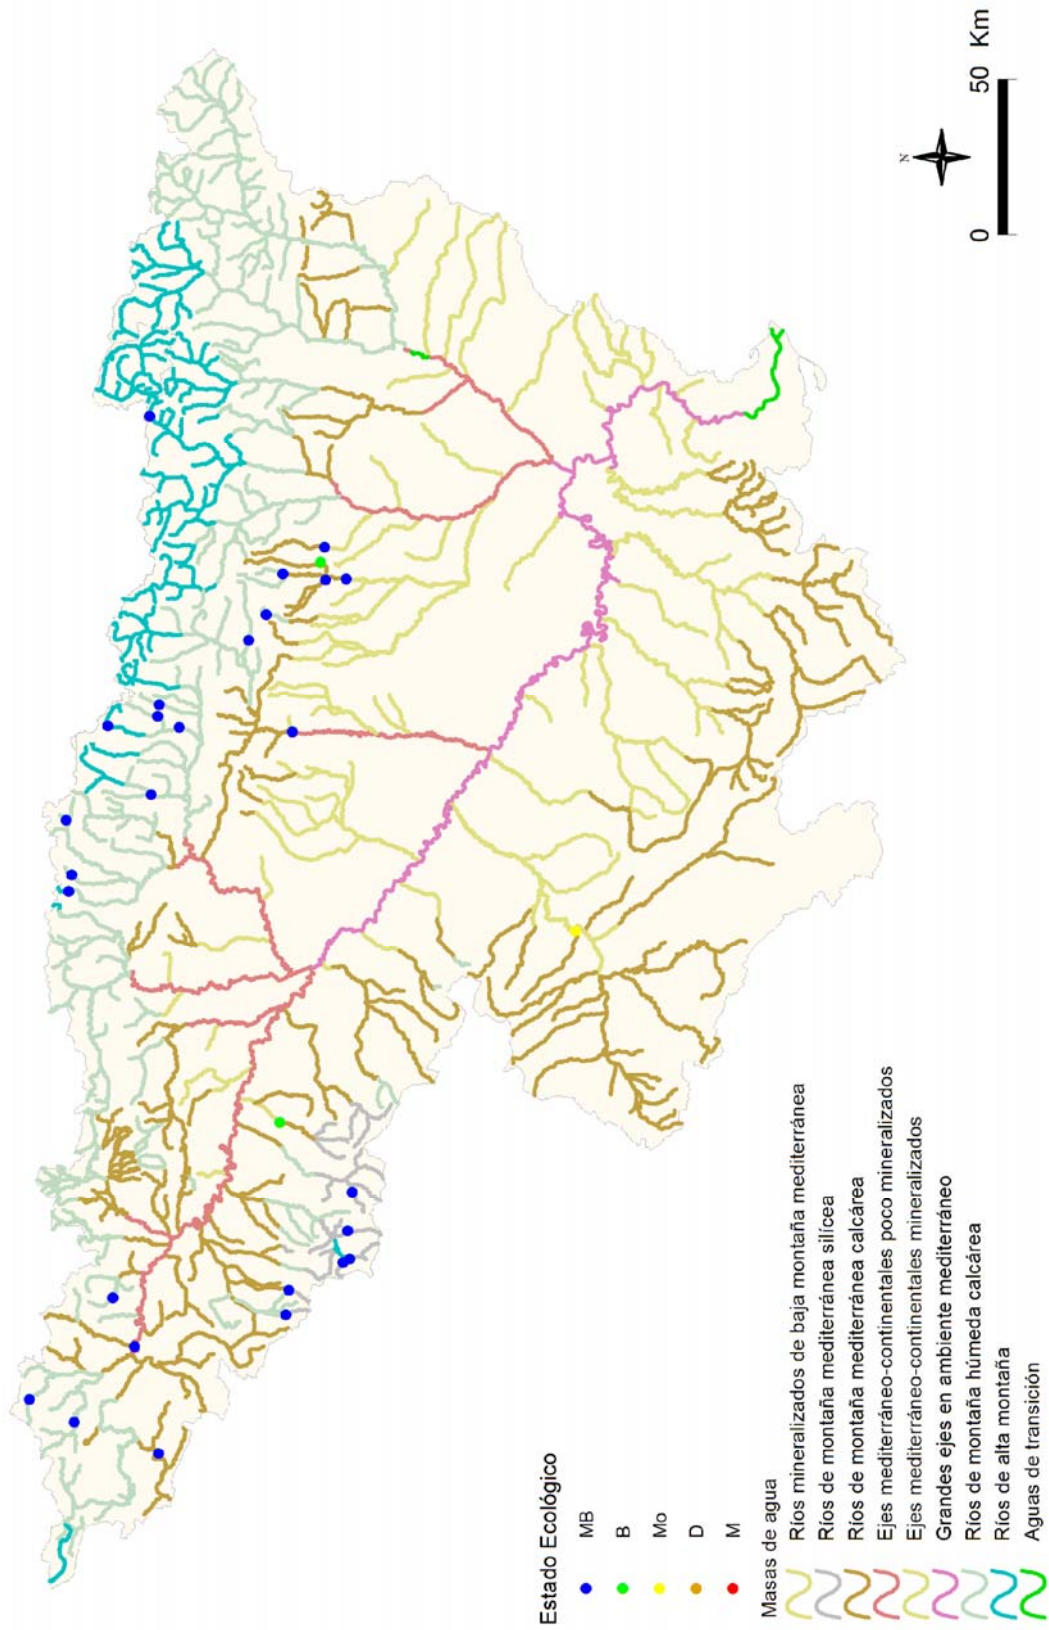 N
0 50 Km
Estado Ecológico
MB
B
Mo
D
M
Masas de agua
Ríos mineralizados de baja montaña mediterránea
Ríos de montaña mediterránea silícea
Ríos de montaña mediterránea calcárea
Ejes mediterráneo-continentales poco mineralizados
Ejes mediterráneo-continentales mineralizados
Grandes ejes en ambiente mediterráneo
Ríos de montaña húmeda calcárea
Ríos de alta montaña
Aguas de transición